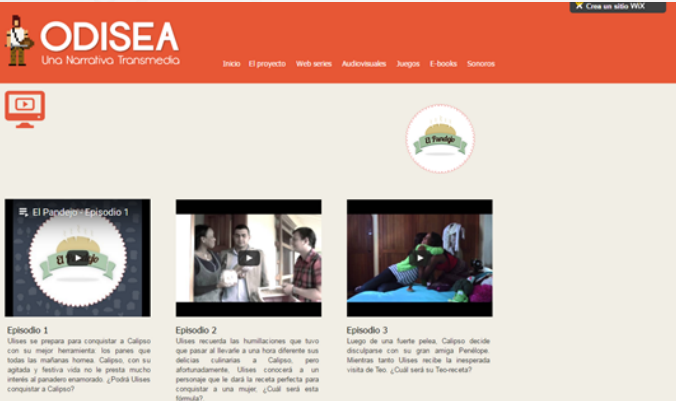 Crea un sitio WiX
ODISEA
Una Narrativa Transmedia
Inicio El proyecto Web series Audiovisuales Juegos E-books Sonoros
El Pandejo
El Pandejo - Episodio 1
El Pandejo
Episodio 1
Ulises se prepara para conquistar a Calipso
con su mejor herramienta: los panes que
todas las mañanas hornea. Calipso, con su
agitada y festiva vida no le presta mucho
interés al panadero enamorado. ¿Podrá Ulises
conquistar a Calipso?
Episodio 2
Ulises recuerda las humillaciones que tuvo
que pasar al llevarle a una hora diferente sus
delicias culinarias a Calipso, pero
afortunadamente, Ulises conocerá a un
personaje que le dará la receta perfecta para
conquistar a una mujer. ¿Cuál será esta
fórmula?
Episodio 3
Luego de una fuerte pelea, Calipso decide
disculparse con su gran amiga Penélope.
Mientras tanto Ulises recibe la inesperada
visita de Teo. ¿Cuál será su Teo-receta?